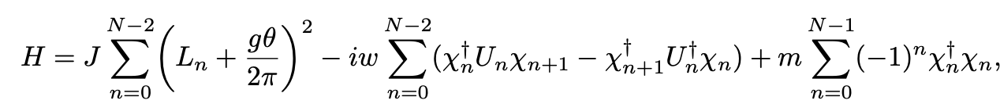 $$H = J \sum_{n=0}^{N-2} \left( L_n + \frac{g\theta}{2\pi} \right)^2 - iw \sum_{n=0}^{N-2} (\chi_n^\dagger U_n \chi_{n+1} - \chi_{n+1}^\dagger U_n^\dagger \chi_n) + m \sum_{n=0}^{N-1} (-1)^n \chi_n^\dagger \chi_n,$$